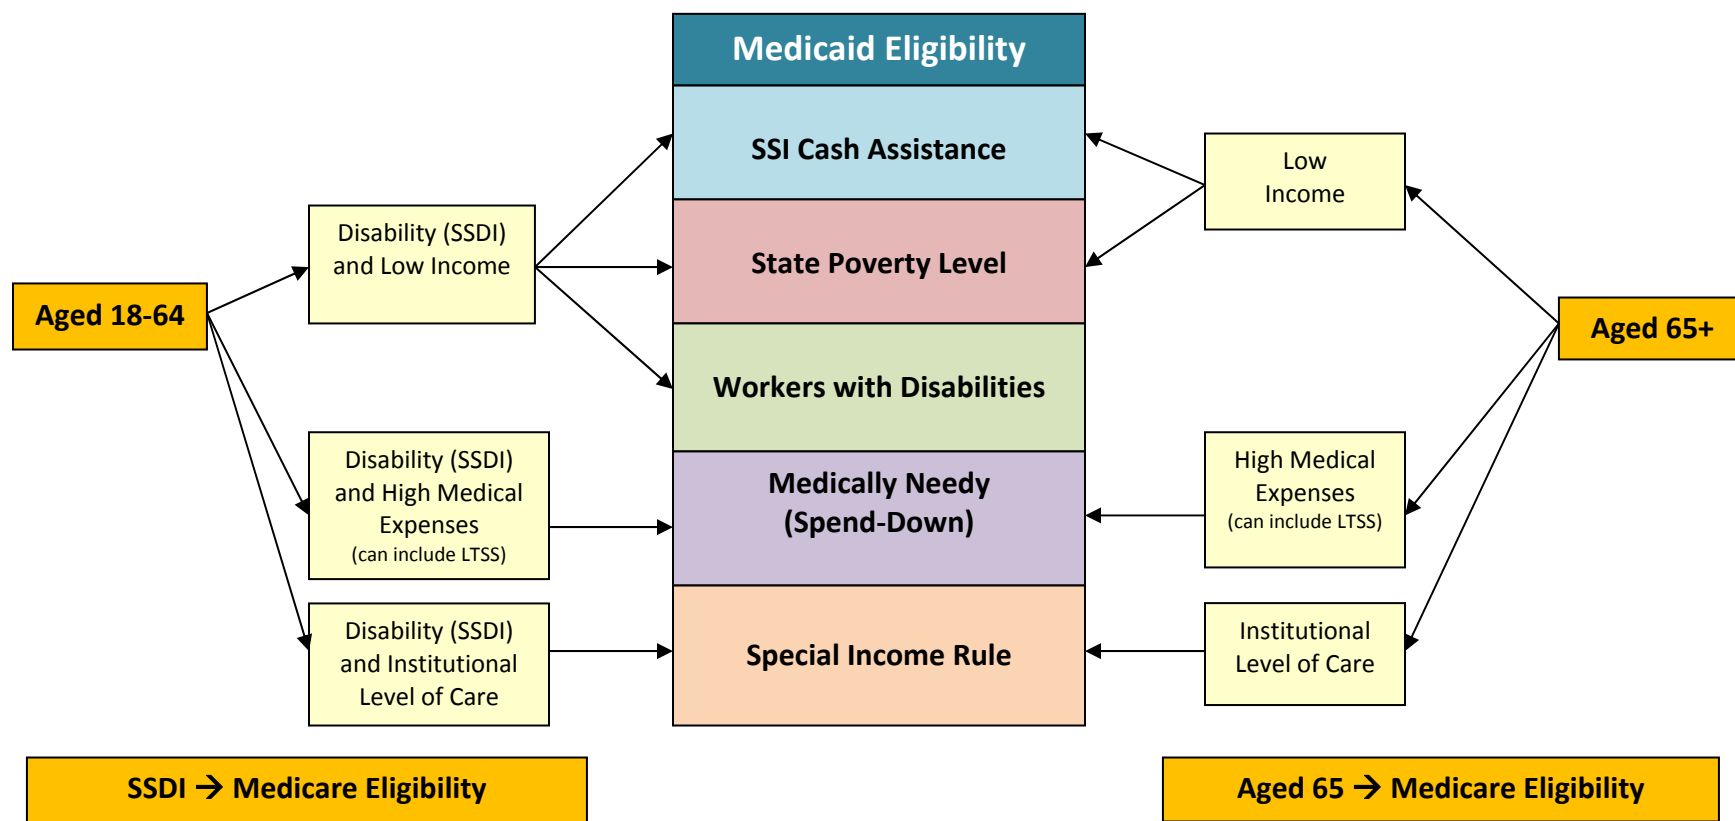 Medicaid Eligibility
SSI Cash Assistance
State Poverty Level
Workers with Disabilities
Medically Needy
(Spend-Down)
Special Income Rule
Aged 18-64
Disability (SSDI)
and Low Income
Disability (SSDI)
and High Medical
Expenses
(can include LTSS)
Disability (SSDI)
and Institutional
Level of Care
Low
Income
High Medical
Expenses
(can include LTSS)
Institutional
Level of Care
Aged 65+
SSDI → Medicare Eligibility
Aged 65 → Medicare Eligibility